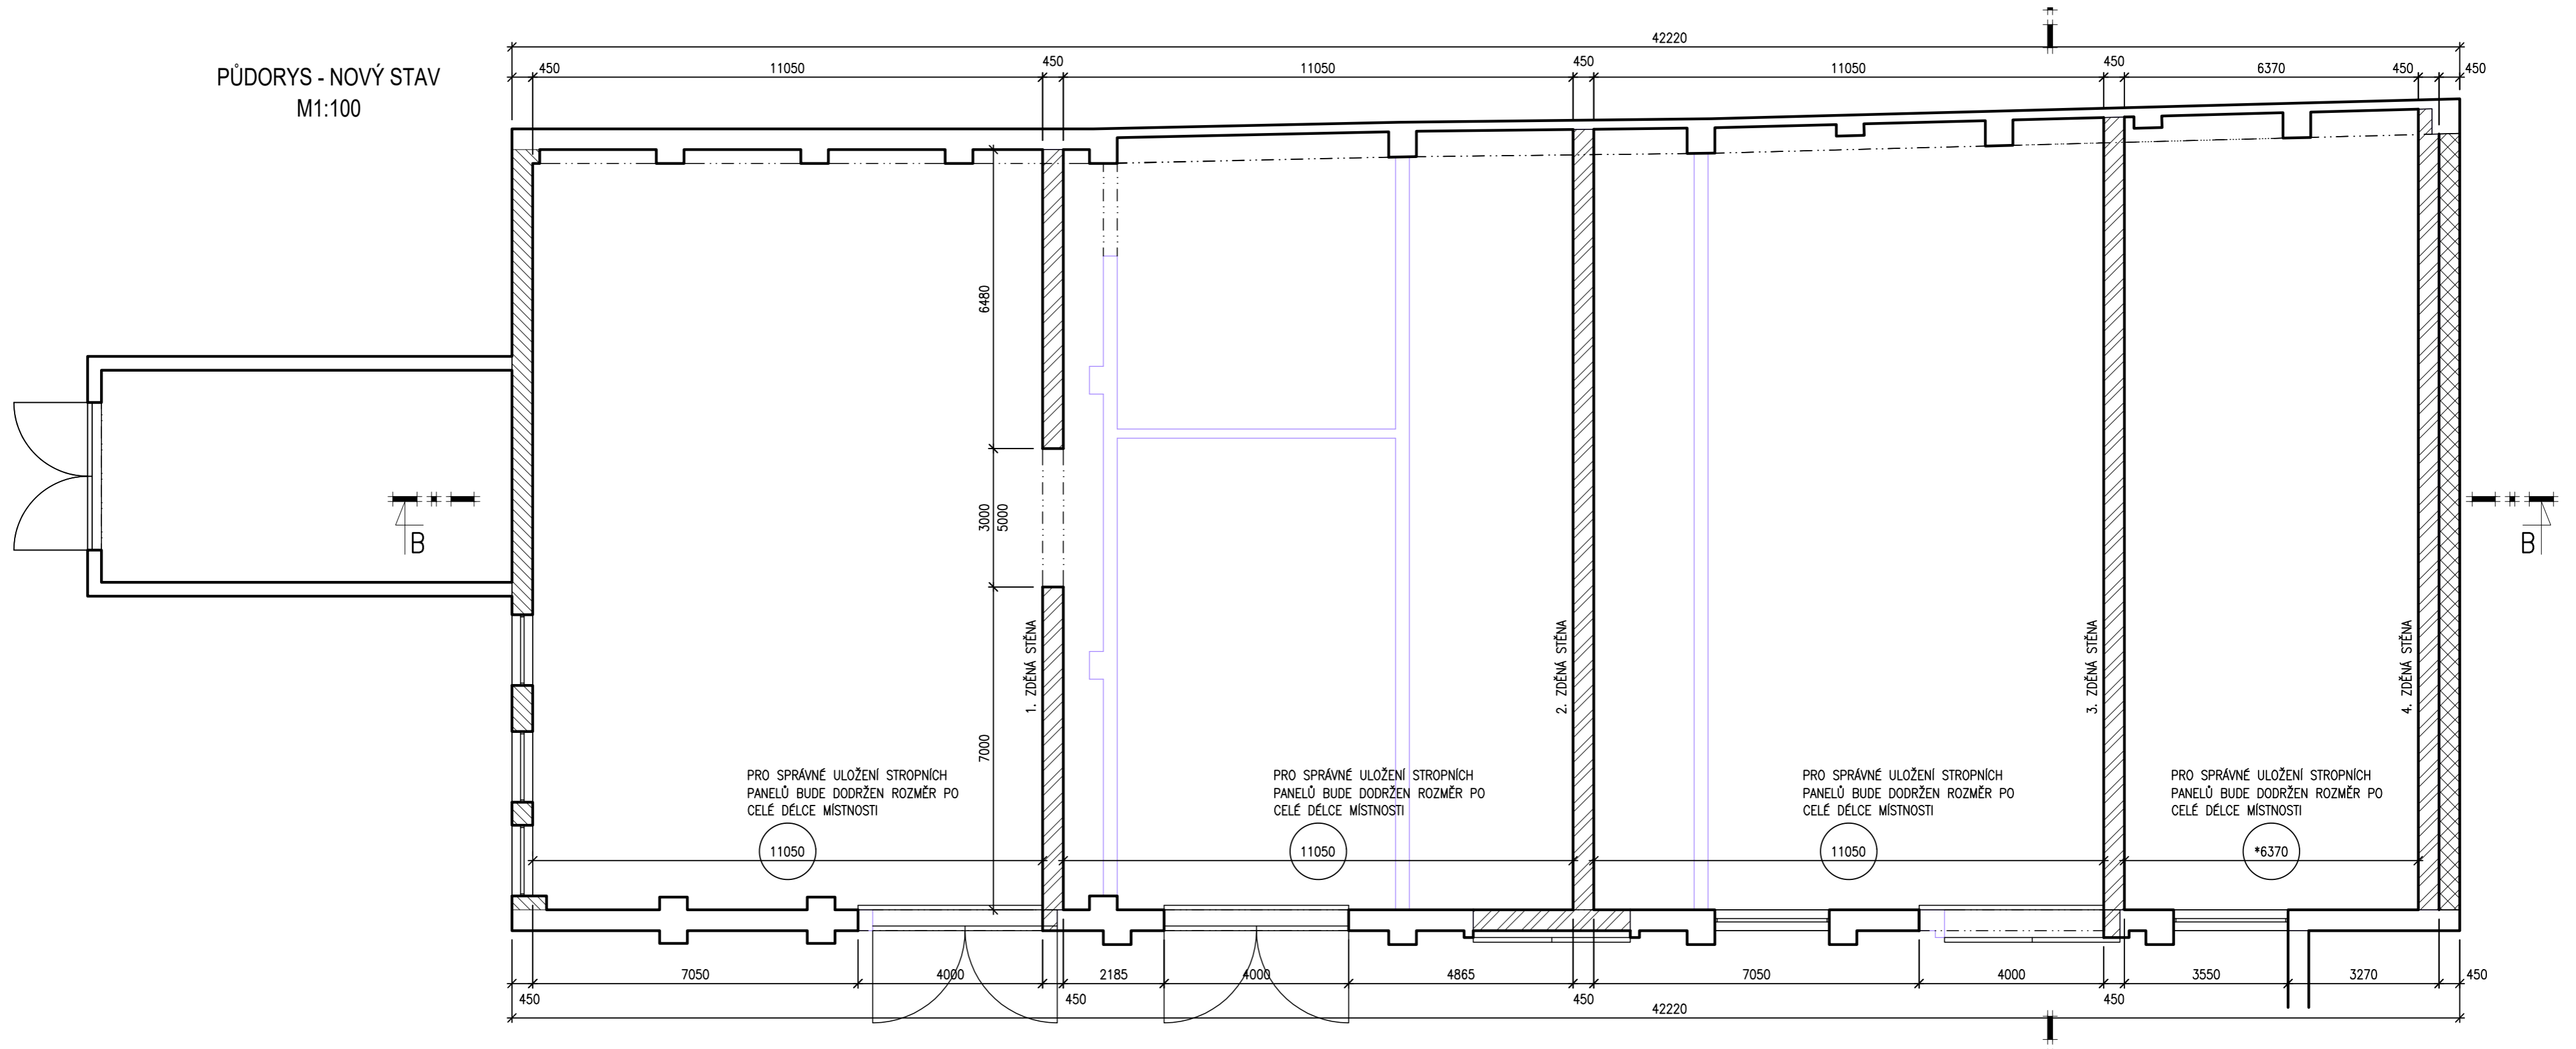 PŮDORYS - NOVÝ STAV
M1:100
42220
450
11050
450
11050
450
11050
450
6370
450
450
6480
3000
5000
7000
B
B
1. ZDĚNÁ STĚNA
2. ZDĚNÁ STĚNA
3. ZDĚNÁ STĚNA
4. ZDĚNÁ STĚNA
PRO SPRÁVNÉ ULOŽENÍ STROPNÍCH
PANELŮ BUDE DODRŽEN ROZMĚR PO
CELÉ DÉLCE MÍSTNOSTI
11050
PRO SPRÁVNÉ ULOŽENÍ STROPNÍCH
PANELŮ BUDE DODRŽEN ROZMĚR PO
CELÉ DÉLCE MÍSTNOSTI
11050
PRO SPRÁVNÉ ULOŽENÍ STROPNÍCH
PANELŮ BUDE DODRŽEN ROZMĚR PO
CELÉ DÉLCE MÍSTNOSTI
11050
PRO SPRÁVNÉ ULOŽENÍ STROPNÍCH
PANELŮ BUDE DODRŽEN ROZMĚR PO
CELÉ DÉLCE MÍSTNOSTI
*6370
450
7050
4000
450
2185
4000
4865
450
7050
4000
450
3550
3270
450
42220